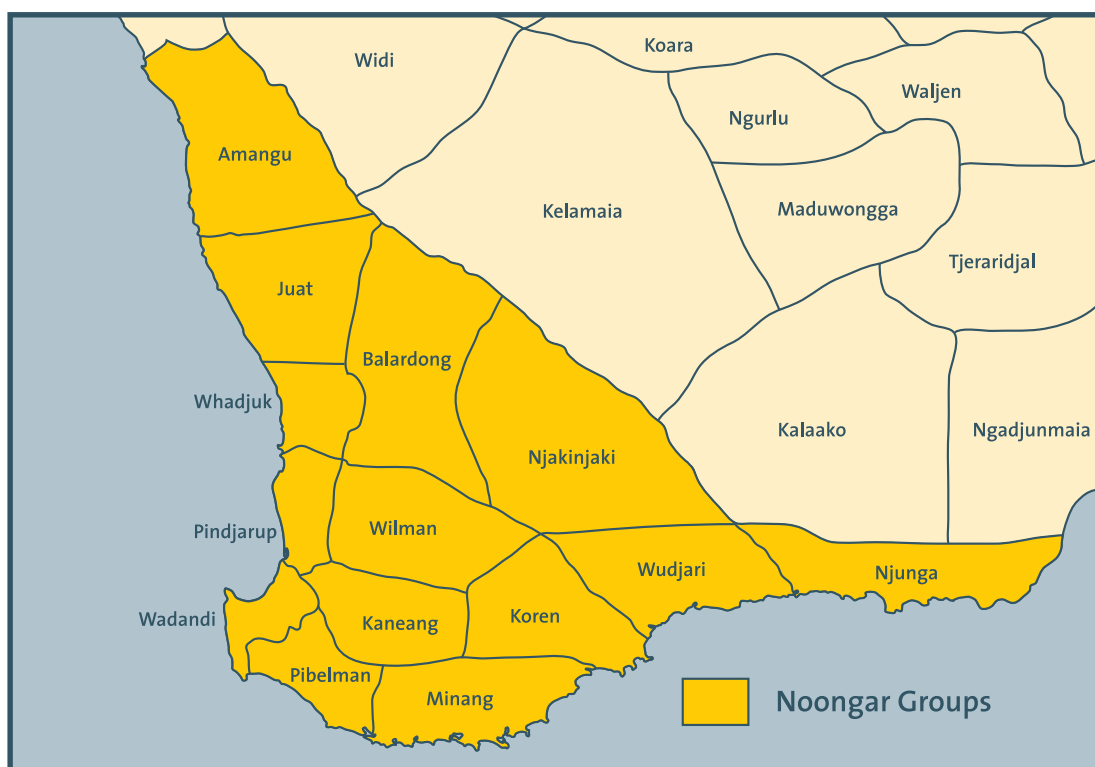 Koara
Widi
Waljen
Ngurlu
Amangu
Kelamaia
Maduwongga
Tjeraridjal
Juat
Balardong
Whadjuk
Kalaako
Ngadjunmaia
Njakinjaki
Pindjarup
Wilman
Wudjari
Njunga
Wadandi
Kaneang
Koren
Pibelman
Minang
Noongar Groups